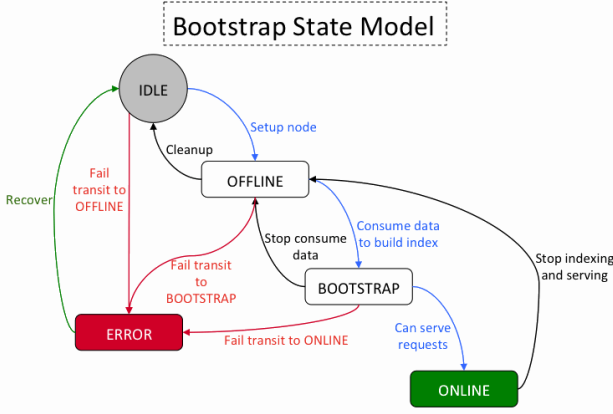 Bootstrap State Model
IDLE
Setup node
Cleanup
Fail
transit to
OFFLINE
Recover
OFFLINE
Consume data
to build index
Stop consume
data
Stop indexing
and serving
Fail transit
to
BOOTSTRAP
BOOTSTRAP
ERROR
Fail transit to ONLINE
Can serve
requests
ONLINE